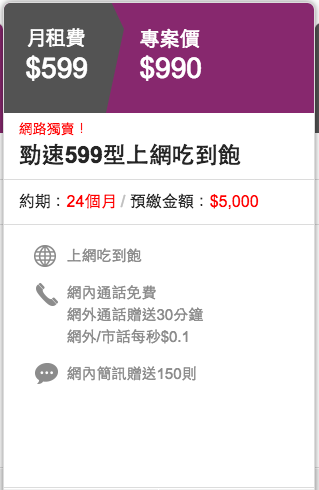 月租費
$599
專案價
$990
網路獨賣！
勁速599型上網吃到飽
約期：24個月 / 預繳金額：$5,000
上網吃到飽
網內通話免費
網外通話贈送30分鐘
網外/市話每秒$0.1
網內簡訊贈送150則